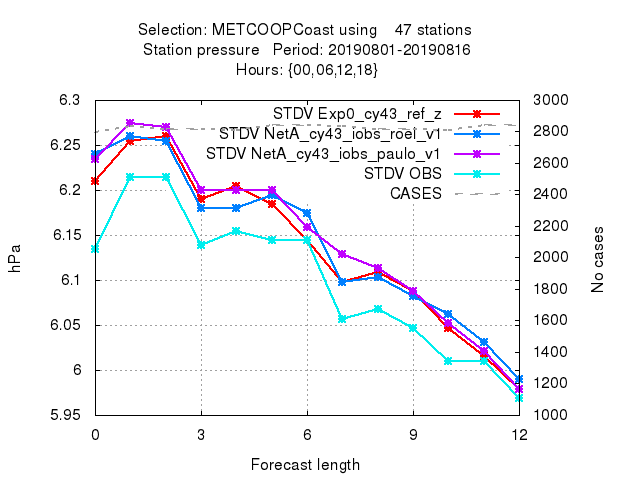 Selection: METCOOPCoast using 47 stations
Station pressure Period: 20190801-20190816
Hours: {00,06,12,18}
6.3
6.25
6.2
6.15
6.1
6.05
6
5.95
hPa
STDV Exp0_cy43_ref_z
STDV NetA_cy43_iobs_roel_v1
STDV NetA_cy43_iobs_paulo_v1
STDV OBS
CASES
3000
2800
2600
2400
2200
2000
1800
1600
1400
1200
1000
No cases
0 3 6 9 12
Forecast length